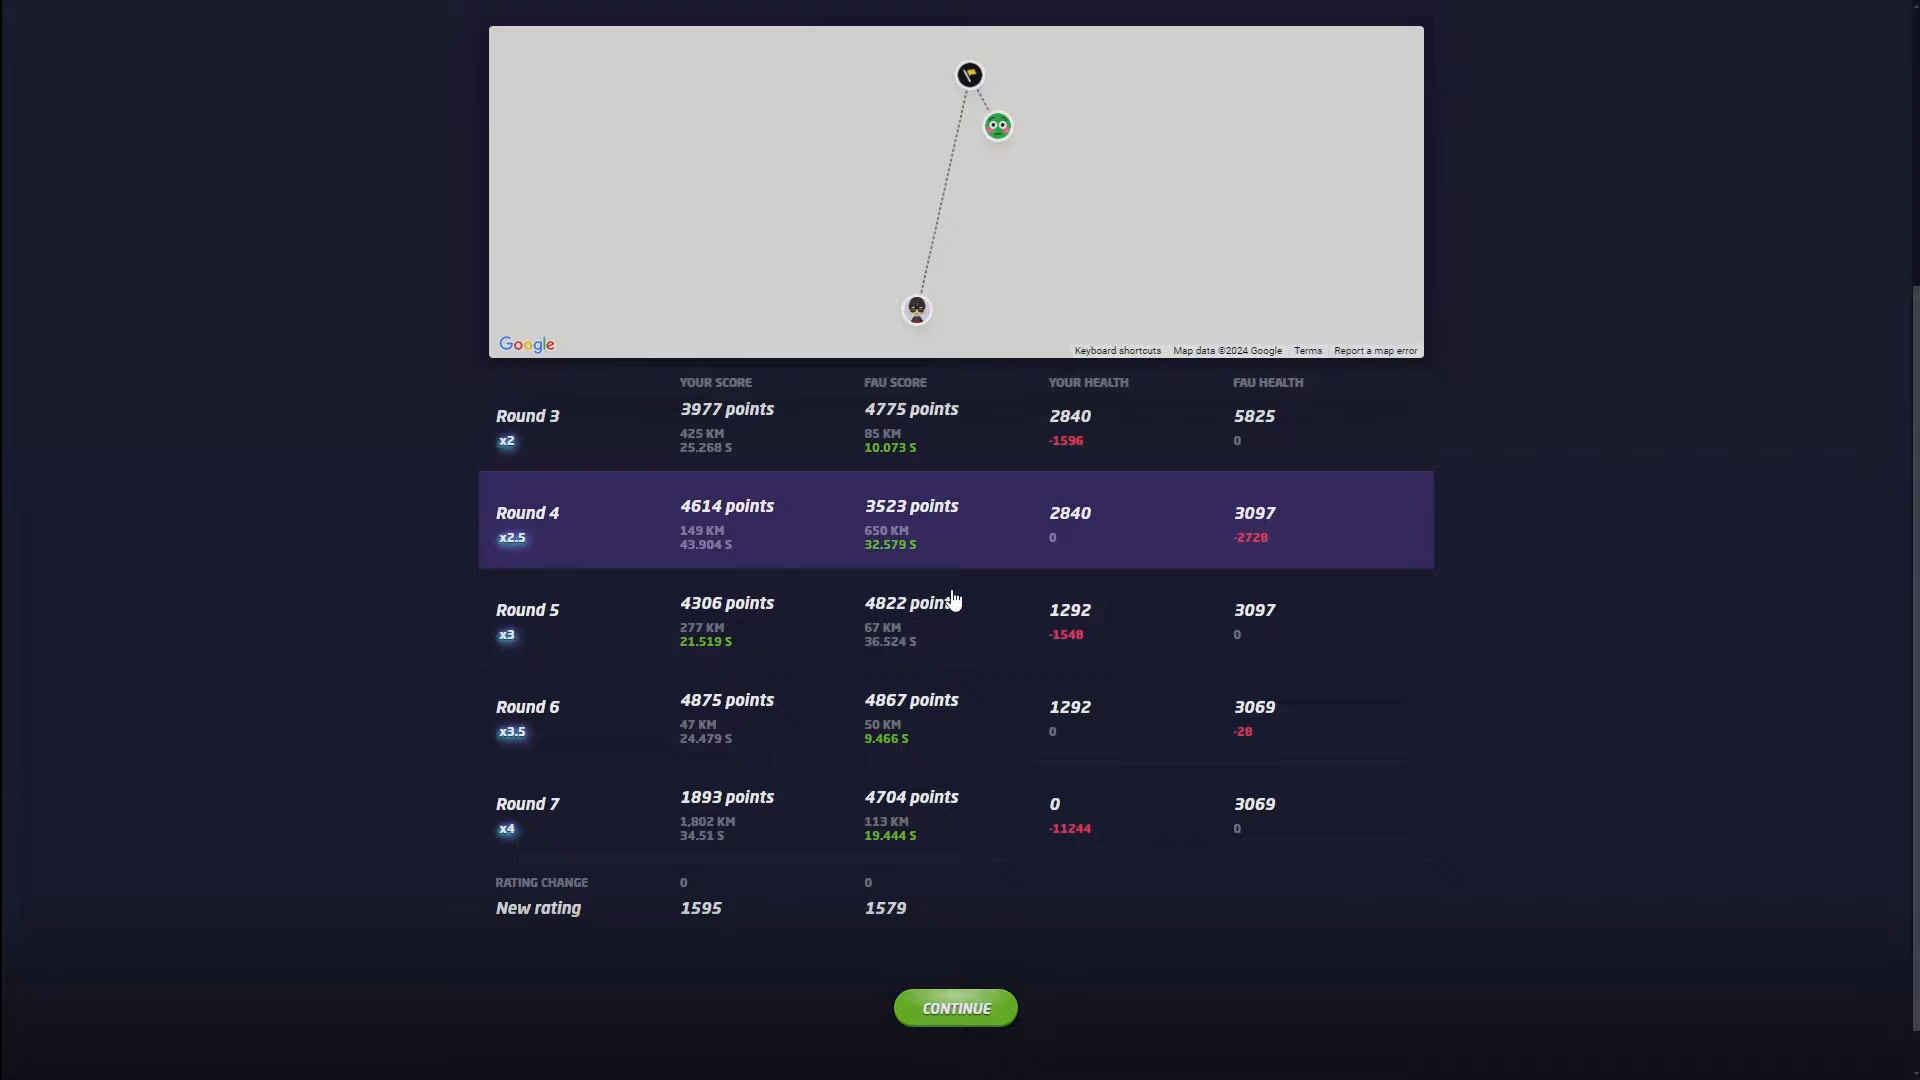 Google
Keyboard shortcuts Map data ©2024 Google Terms Report a map error
YOUR SCORE FAU SCORE YOUR HEALTH FAU HEALTH
Round 3 3977 points 4775 points 2840 5825
x2 425 KM 85 KM -1596 0
25.268 S 10.073 S
Round 4 4614 points 3523 points 2840 3097
x2.5 149 KM 650 KM 0 -2728
43.904 S 32.579 S
Round 5 4306 points 4822 points 1292 3097
x3 277 KM 67 KM -1548 0
21.519 S 36.524 S
Round 6 4875 points 4867 points 1292 3069
x3.5 47 KM 50 KM 0 -28
24.479 S 9.466 S
Round 7 1893 points 4704 points 0 3069
x4 1,802 KM 113 KM -11244 0
34.51 S 19.444 S
RATING CHANGE 0 0
New rating 1595 1579
CONTINUE